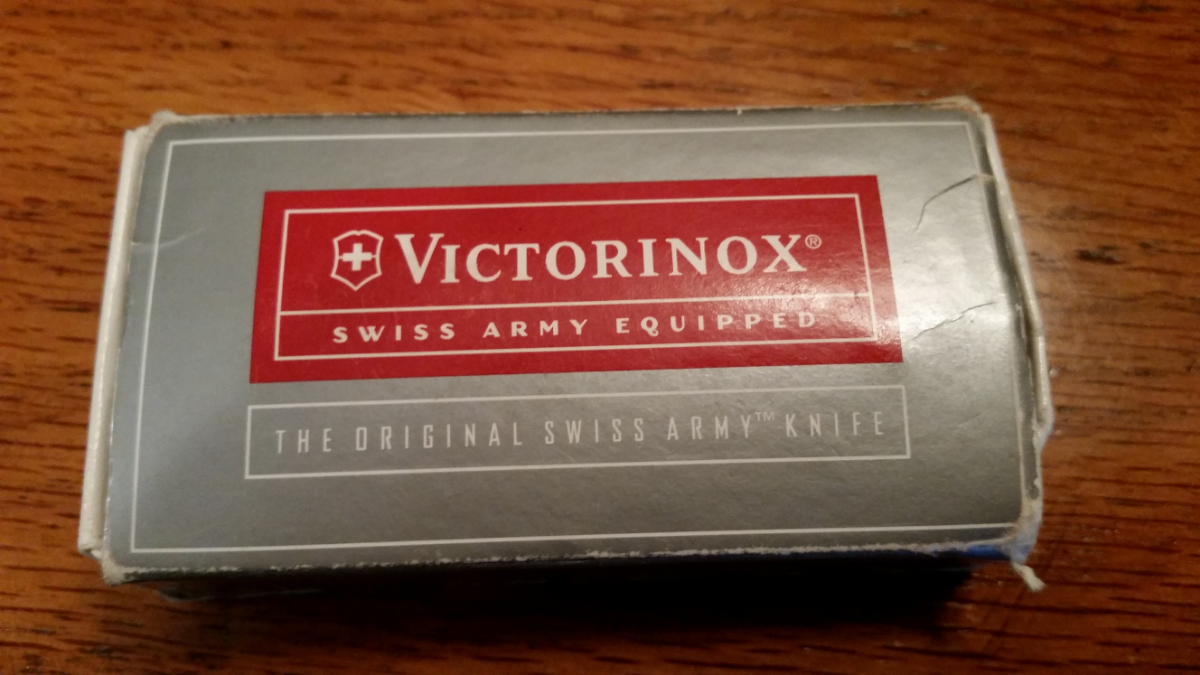 VICTORINOX®
SWISS ARMY EQUIPPED
THE ORIGINAL SWISS ARMY™ KNIFE